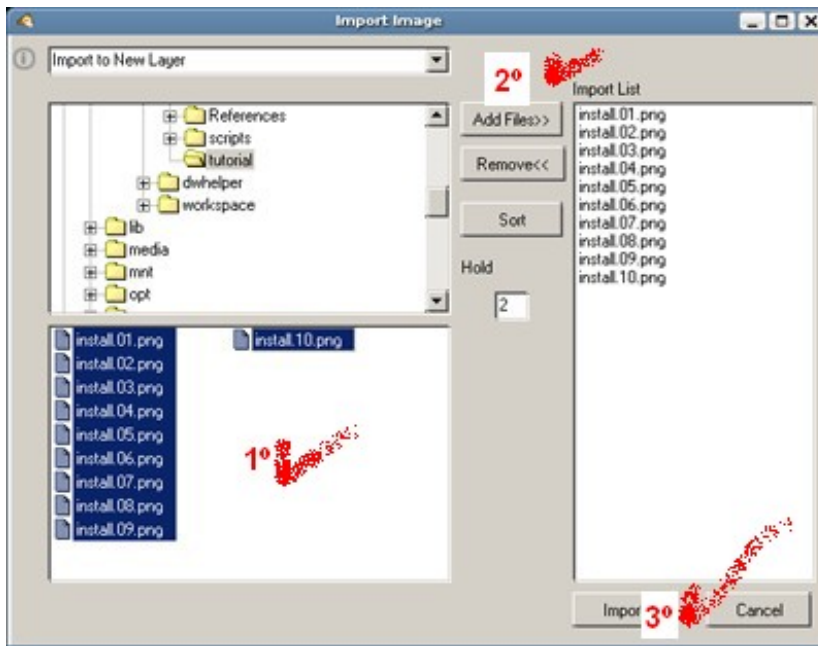 Import Image
Import to New Layer
2º
Import List
References
scripts
tutorial
dwhelper
workspace
lib
media
mnt
opt
Add Files>>
Remove<<
Sort
Hold
2
install.01.png
install.02.png
install.03.png
install.04.png
install.05.png
install.06.png
install.07.png
install.08.png
install.09.png
install.10.png
install.01.png
install.02.png
install.03.png
install.04.png
install.05.png
install.06.png
install.07.png
install.08.png
install.09.png
install.10.png
1º
Impor
3º
Cancel